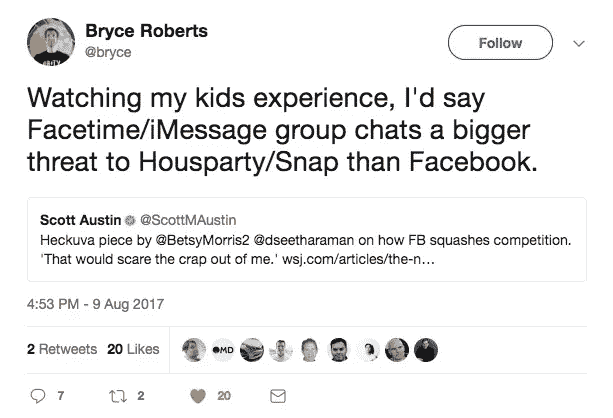 Bryce Roberts
@bryce
Follow
Watching my kids experience, I'd say
Facetime/iMessage group chats a bigger
threat to Housparty/Snap than Facebook.
Scott Austin @ScottMAustin
Heckuva piece by @BetsyMorris2 @dseetharaman on how FB squashes competition.
'That would scare the crap out of me.' wsj.com/articles/the-n…
4:53 PM - 9 Aug 2017
2 Retweets 20 Likes
7 2 20